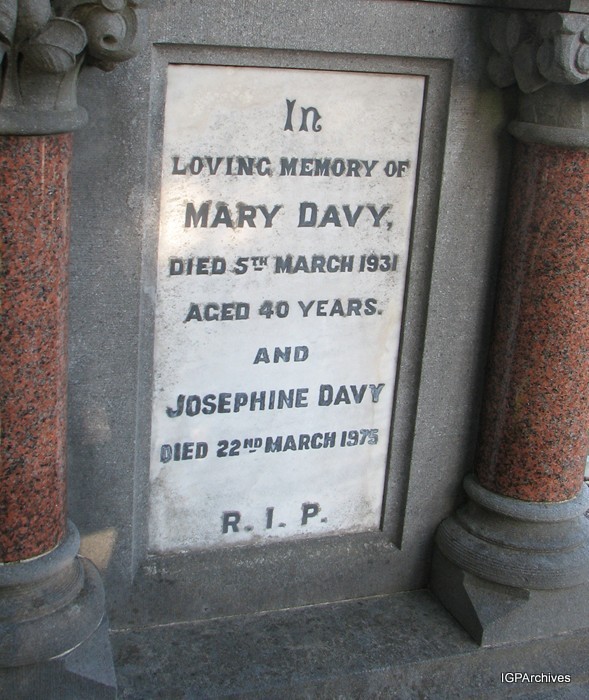 In
LOVING MEMORY OF
MARY DAVY,
DIED 5TH MARCH 1931
AGED 40 YEARS.
AND
JOSEPHINE DAVY
DIED 22ND MARCH 1975
R. I. P.
IGPArchives